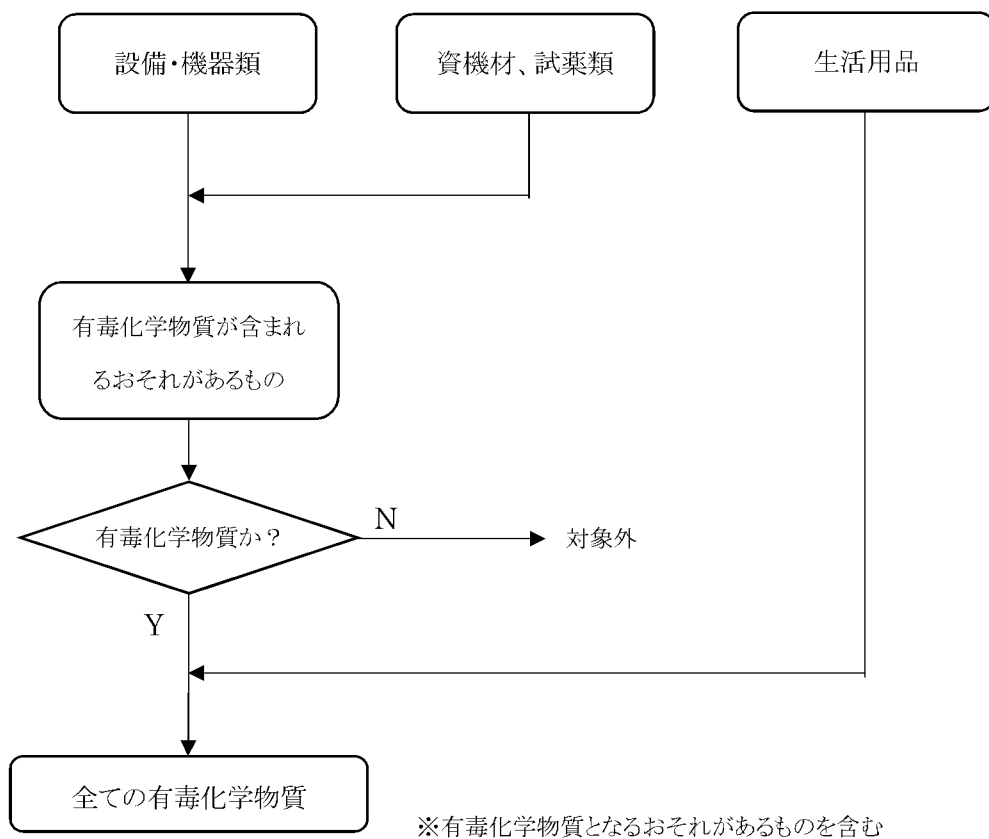 設備・機器類
資機材、試薬類
生活用品
有毒化学物質が含まれ
るおそれがあるもの
有毒化学物質か？
N
対象外
Y
全ての有毒化学物質
※有毒化学物質となるおそれがあるものを含む